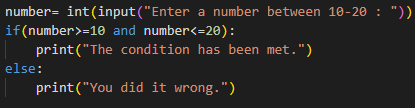 number= int(input("Enter a number between 10-20 : "))
if(number>=10 and number<=20):
    print("The condition has been met.")
else:
    print("You did it wrong.")